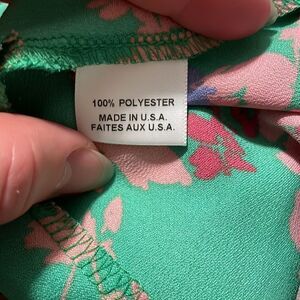 100% POLYESTER
MADE IN U.S.A.
FAITES AUX U.S.A.